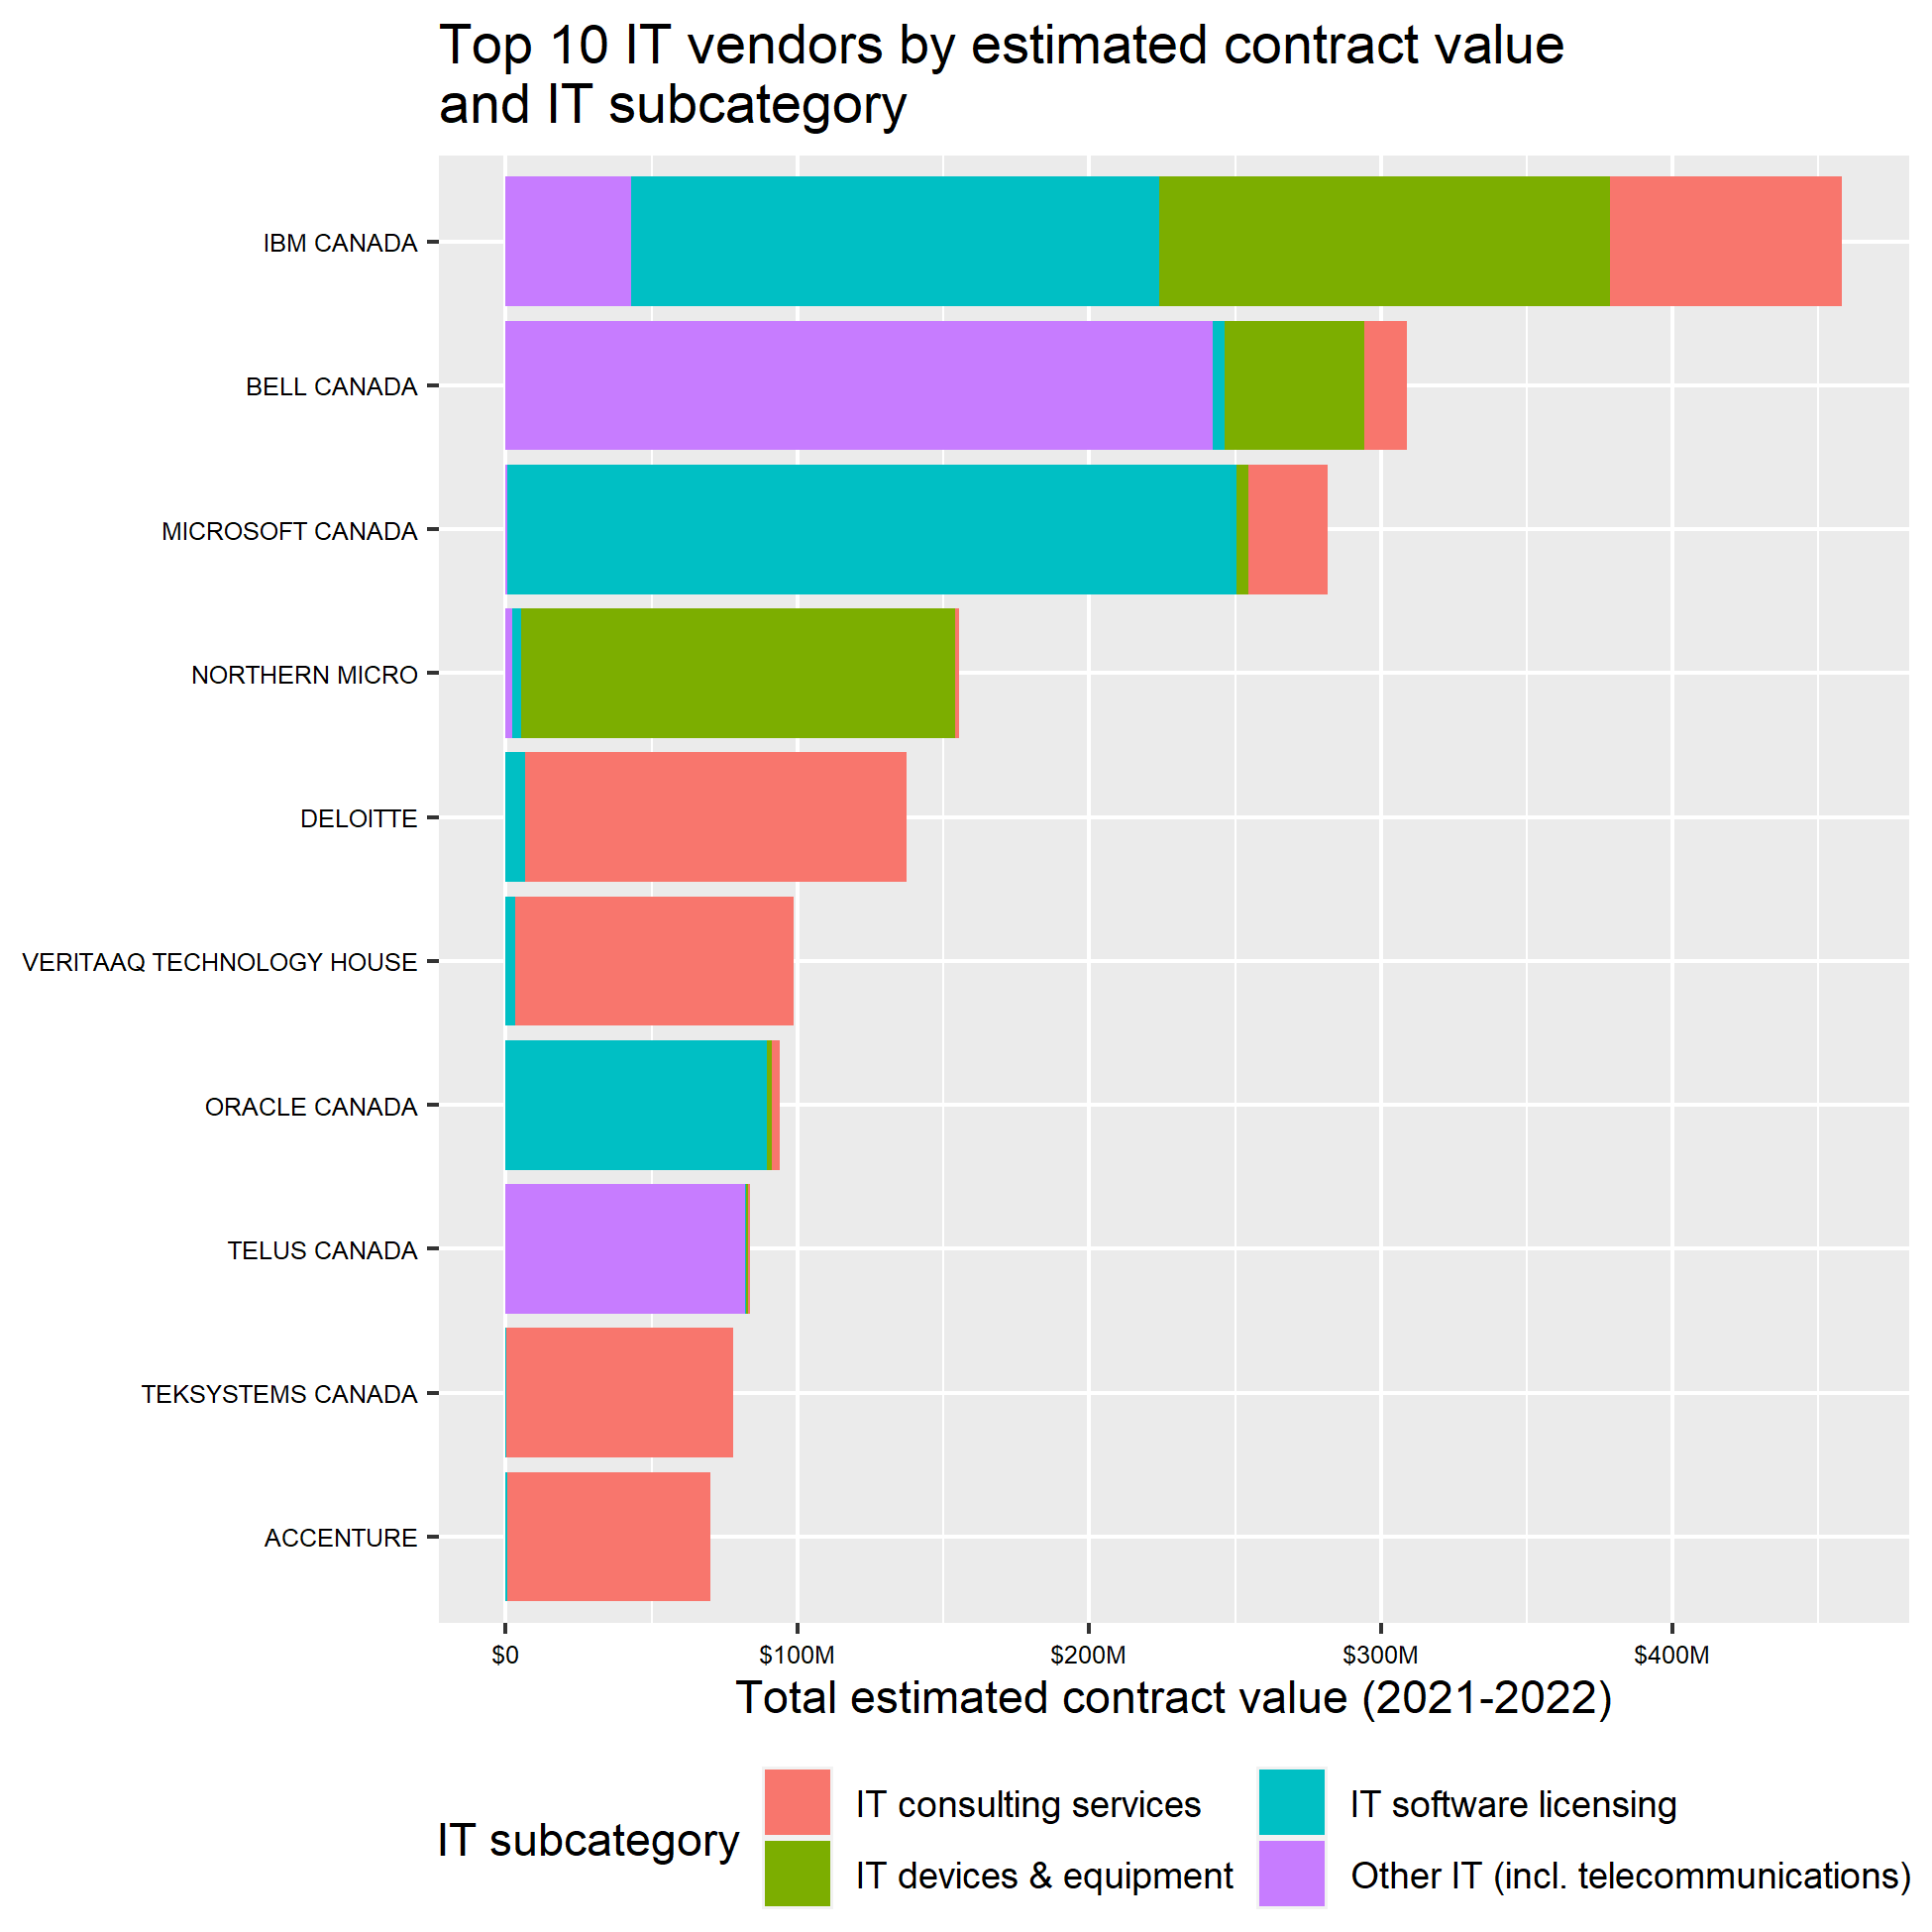 Top 10 IT vendors by estimated contract value
and IT subcategory
IBM CANADA
BELL CANADA
MICROSOFT CANADA
NORTHERN MICRO
DELOITTE
VERITAAQ TECHNOLOGY HOUSE
ORACLE CANADA
TELUS CANADA
TEKSYSTEMS CANADA
ACCENTURE
$0 $100M $200M $300M $400M
Total estimated contract value (2021-2022)
IT subcategory
IT consulting services
IT devices & equipment
IT software licensing
Other IT (incl. telecommunications)